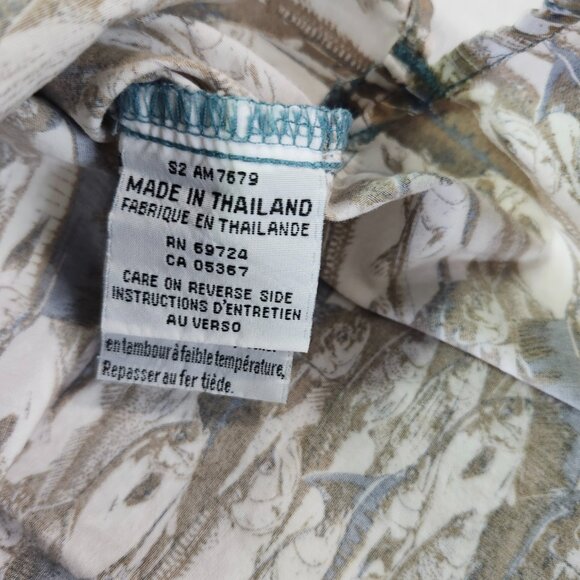 S2 AM7679
MADE IN THAILAND
FABRIQUE EN THAILANDE
RN 69724
CA 05367
CARE ON REVERSE SIDE
INSTRUCTIONS D'ENTRETIEN
AU VERSO
en tambour à faible température,
Repasser au fer tiède.